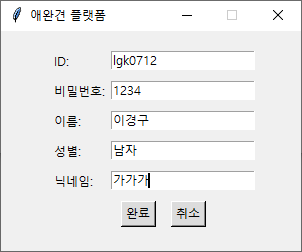 애완견 플랫폼
ID: lgk0712
비밀번호: 1234
이름: 이경구
성별: 남자
닉네임: 가가가
완료 취소